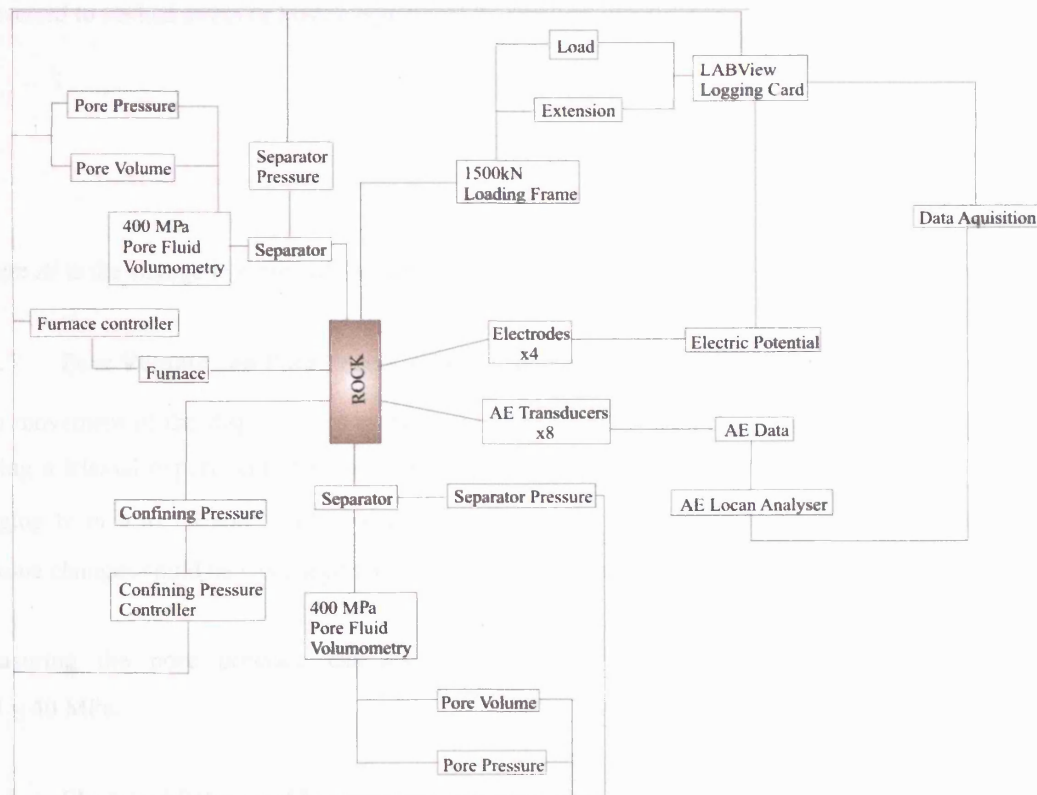 Load
LABView
Logging Card
Extension
Pore Pressure
Pore Volume
Separator
Pressure
1500kN
Loading Frame
Data Aquisition
400 MPa
Pore Fluid
Volumometry
Separator
Furnace controller
Furnace
ROCK
Electrodes
x4
Electric Potential
AE Transducers
x8
AE Data
Separator
Separator Pressure
AE Locan Analyser
Confining Pressure
Confining Pressure
Controller
400 MPa
Pore Fluid
Volumometry
Pore Volume
Pore Pressure